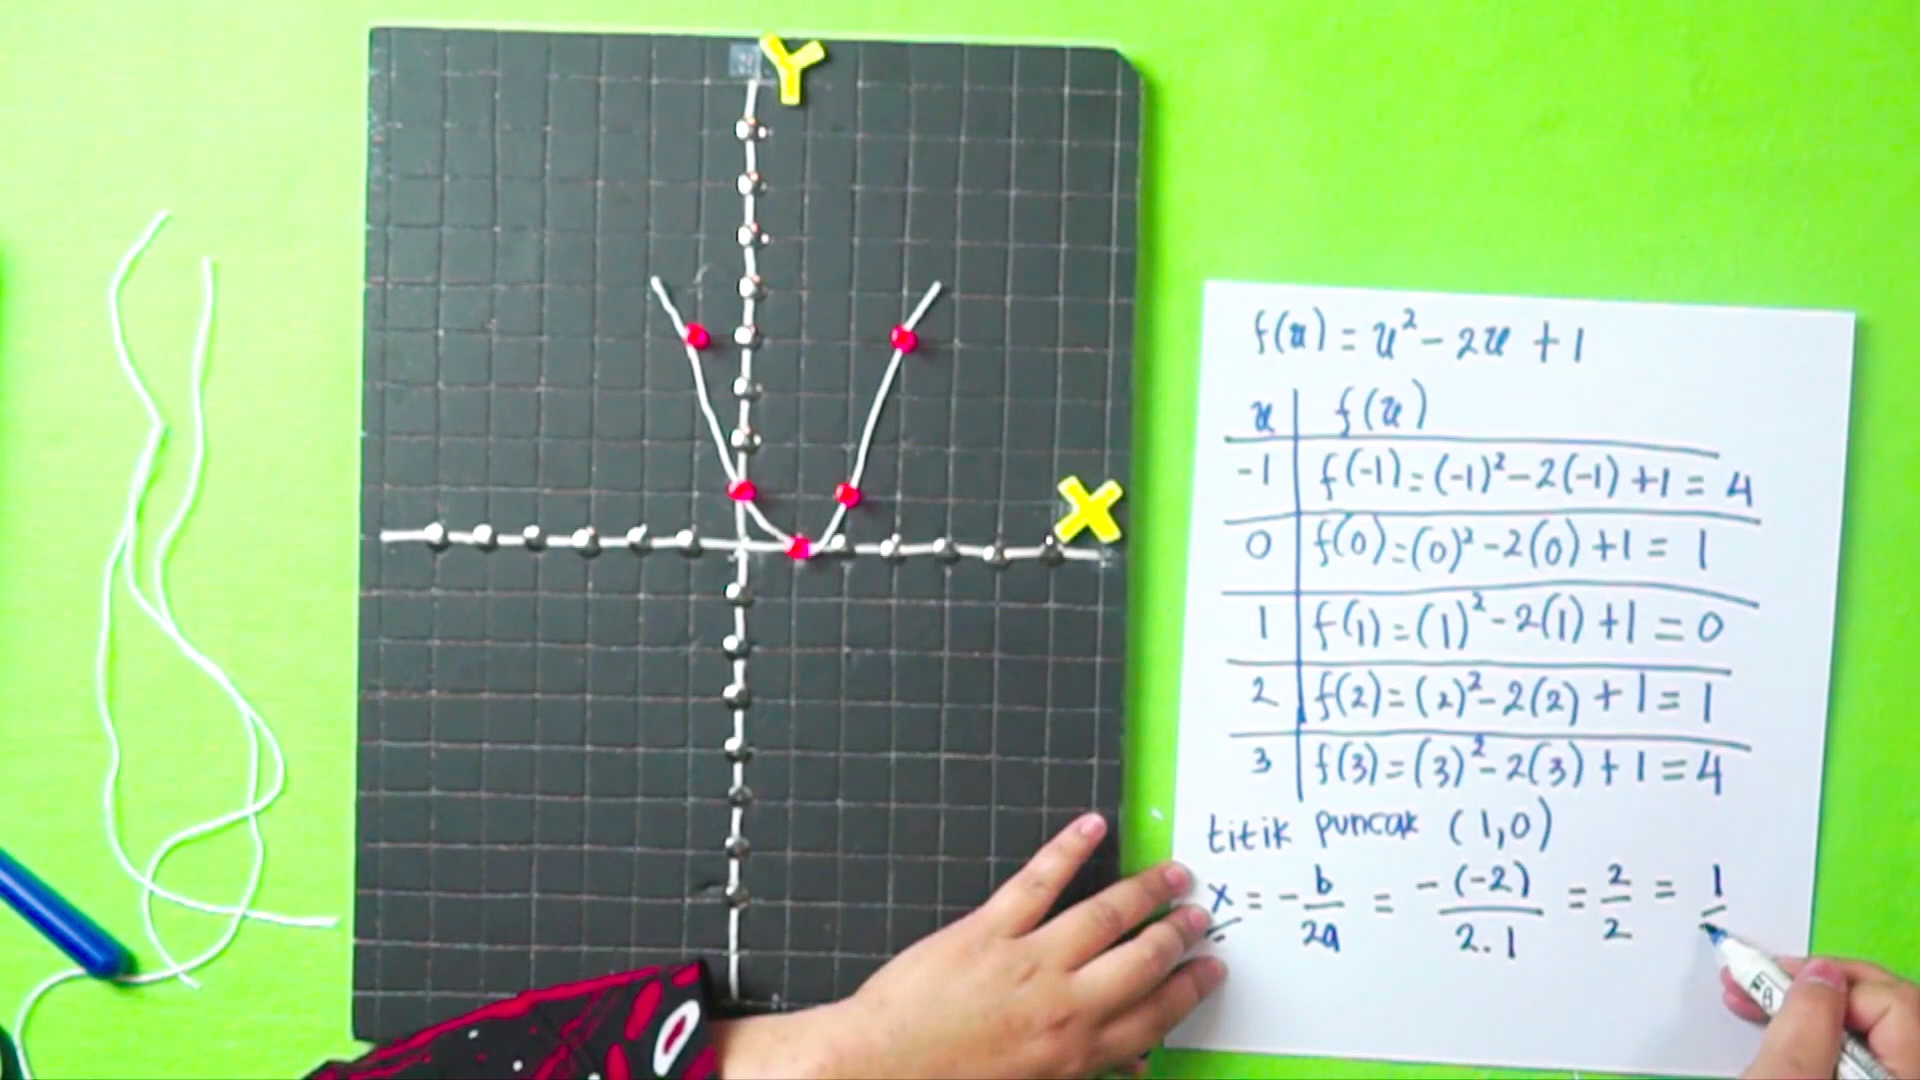 Y
X
f(x) = x² - 2x + 1
x | f(x)
-1 | f(-1) = (-1)² - 2(-1) + 1 = 4
0 | f(0) = (0)² - 2(0) + 1 = 1
1 | f(1) = (1)² - 2(1) + 1 = 0
2 | f(2) = (2)² - 2(2) + 1 = 1
3 | f(3) = (3)² - 2(3) + 1 = 4
titik puncak (1,0)
x = -b/2a = -(-2)/2.1 = 2/2 = 1